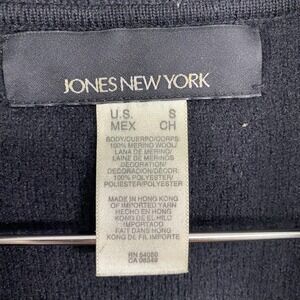 JONES NEW YORK
U.S. S
MEX CH
BODY/CUERPO/CORPS:
100% MERINO WOOL/
LANA DE MERINO/
LAINE DE MERINOS
DECORATION/
DECORACION/DÉCOR:
100% POLYESTER/
POLIESTER/POLYESTER
MADE IN HONG KONG
OF IMPORTED YARN
HECHO EN HONG
KONG DE EL HILO
IMPORTADO
FAIT DANS HONG
KONG DE FIL IMPORTE
RN 54050